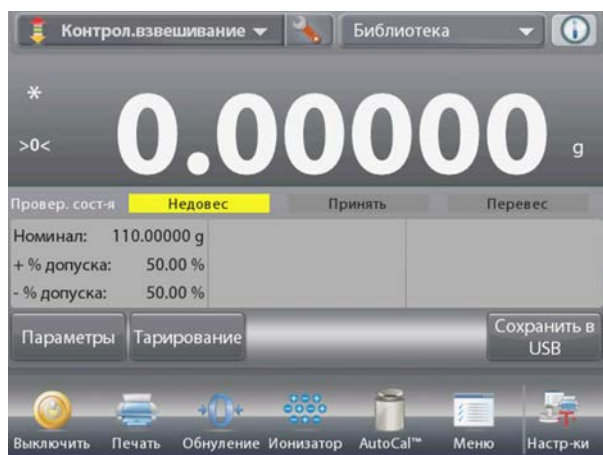 Контрол.взвешивание Библиотека
*
0.00000 g
>0<
Провер. сост-я Недовес Принять Перевес
Номинал: 110.00000 g
+ % допуска: 50.00 %
- % допуска: 50.00 %
Параметры Тарирование Сохранить в
USB
Выключить Печать Обнуление Ионизатор AutoCal™ Меню Настр-ки